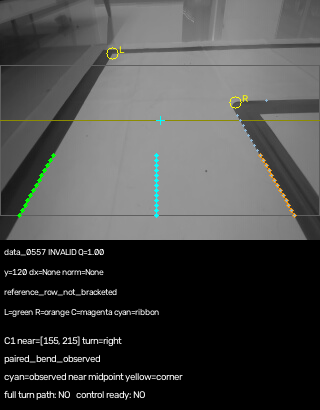 L
R
data_0557 INVALID Q=1.00
y=120 dx=None norm=None
reference_row_not_bracketed
L=green R=orange C=magenta cyan=ribbon
C1 near=[155, 215] turn=right
paired_bend_observed
cyan=observed near midpoint yellow=corner
full turn path: NO control ready: NO